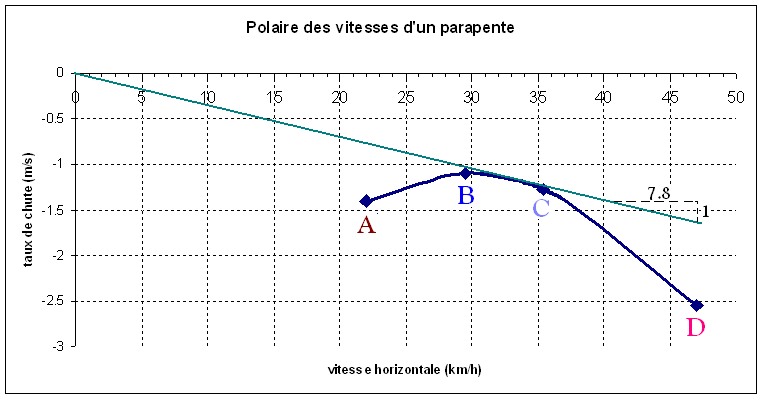 Polaire des vitesses d'un parapente
0
0 5 10 15 20 25 30 35 40 45 50
-0.5
-1
-1.5
-2
-2.5
-3
taux de chute (m/s)
vitesse horizontale (km/h)
A
B
C
D
7.8
1